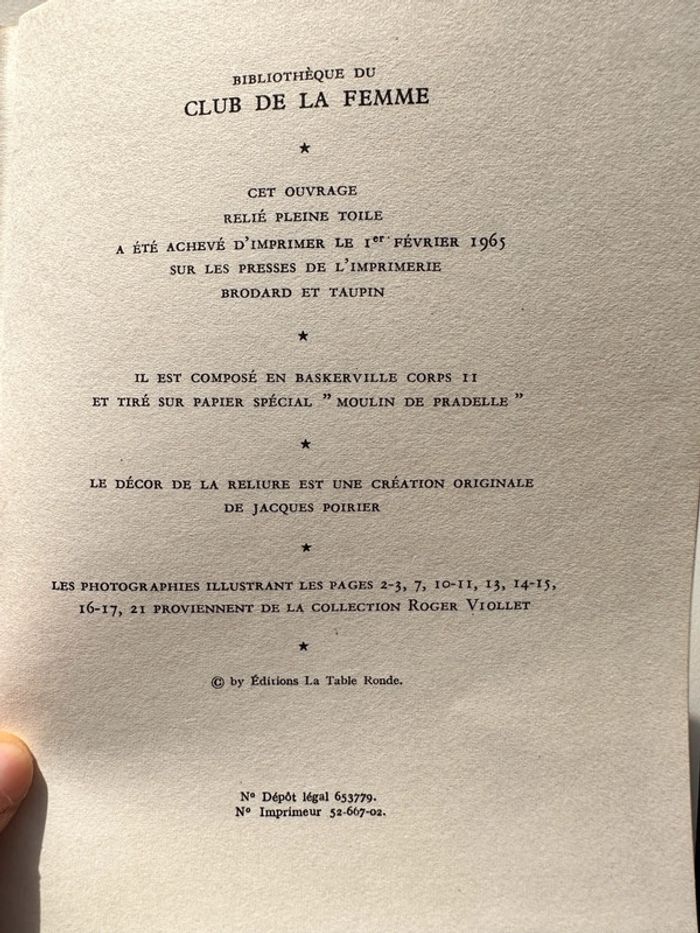 BIBLIOTHÈQUE DU
CLUB DE LA FEMME
★
CET OUVRAGE
RELIÉ PLEINE TOILE
A ÉTÉ ACHEVÉ D'IMPRIMER LE 1er FÉVRIER 1965
SUR LES PRESSES DE L'IMPRIMERIE
BRODARD ET TAUPIN
★
IL EST COMPOSÉ EN BASKERVILLE CORPS 11
ET TIRÉ SUR PAPIER SPÉCIAL ” MOULIN DE PRADELLE ”
★
LE DÉCOR DE LA RELIURE EST UNE CRÉATION ORIGINALE
DE JACQUES POIRIER
★
LES PHOTOGRAPHIES ILLUSTRANT LES PAGES 2-3, 7, 10-11, 13, 14-15,
16-17, 21 PROVIENNENT DE LA COLLECTION ROGER VIOLLET
★
© by Éditions La Table Ronde.
Nº Dépôt légal 653779.
Nº Imprimeur 52-667-02.